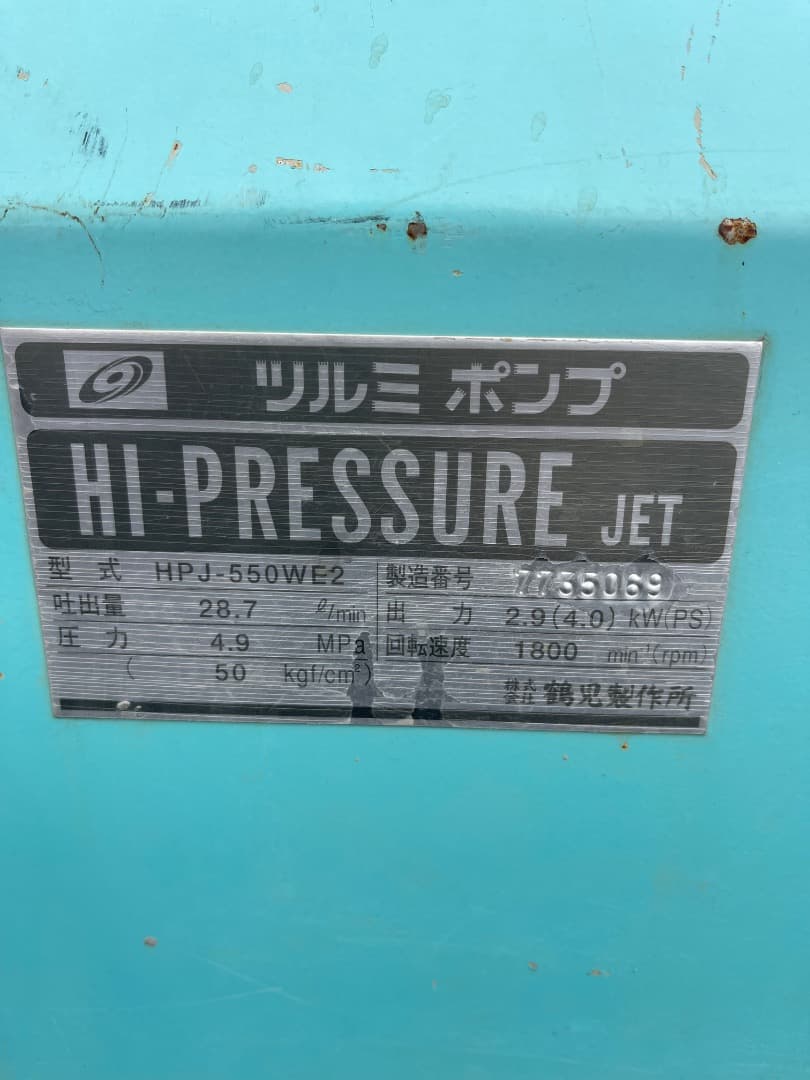 ツルミポンプ
HI-PRESSURE JET
型式 HPJ-550WE2 製造番号 7735069
吐出量 28.7 ℓ/min 出力 2.9(4.0) kW(PS)
圧力 4.9 MPa 回転速度 1800 min⁻¹(rpm)
( 50 kgf/cm²) 株式会社 鶴見製作所